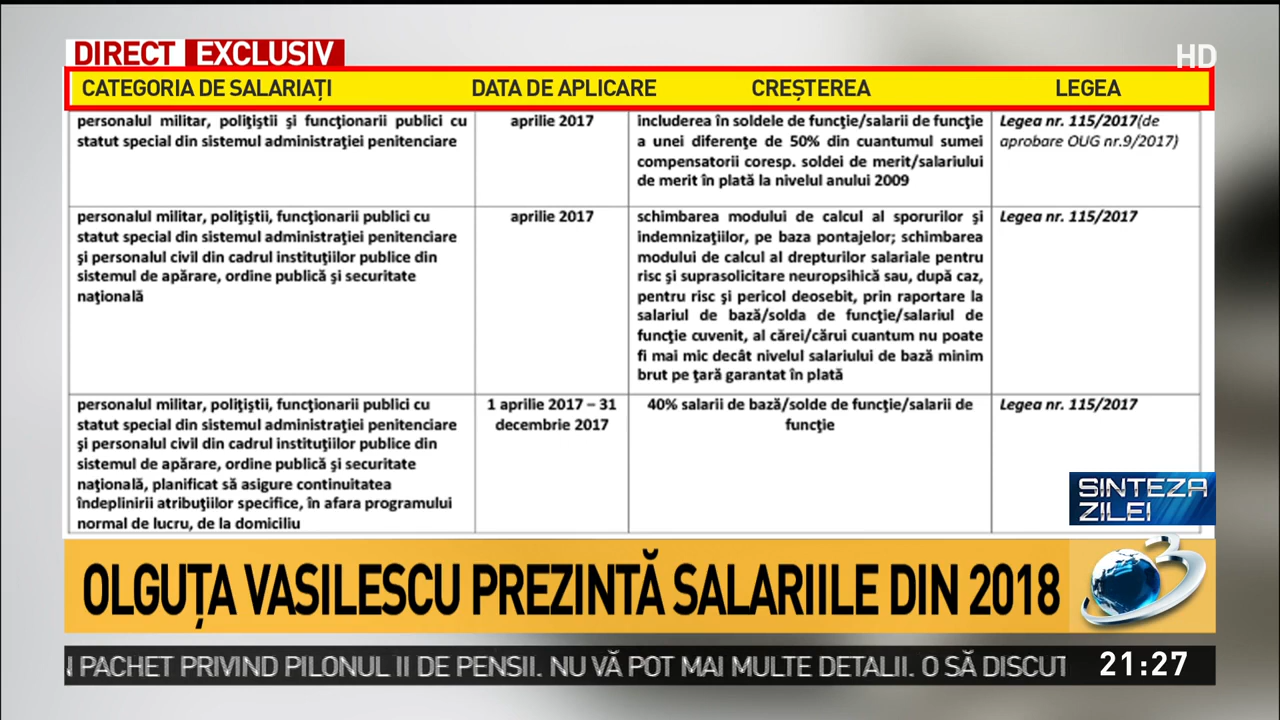 DIRECT EXCLUSIV
HD
CATEGORIA DE SALARIAȚI DATA DE APLICARE CREȘTEREA LEGEA
personalul militar, poliţiştii şi funcţionarii publici cu
statut special din sistemul administraţiei penitenciare
aprilie 2017
includerea în soldele de funcţie/salarii de funcţie
a unei diferenţe de 50% din cuantumul sumei
compensatorii coresp. soldei de merit/salariului
de merit în plată la nivelul anului 2009
Legea nr. 115/2017(de
aprobare OUG nr.9/2017)
personalul militar, poliţiştii, funcţionarii publici cu
statut special din sistemul administraţiei penitenciare
şi personalul civil din cadrul instituţiilor publice din
sistemul de apărare, ordine publică şi securitate
naţională
aprilie 2017
schimbarea modului de calcul al sporurilor şi
indemnizaţiilor, pe baza pontajelor; schimbarea
modului de calcul al drepturilor salariale pentru
risc şi suprasolicitare neuropsihică sau, după caz,
pentru risc şi pericol deosebit, prin raportare la
salariul de bază/solda de funcţie/salariul de
funcţie cuvenit, al cărei/cărui cuantum nu poate
fi mai mic decât nivelul salariului de bază minim
brut pe ţară garantat în plată
Legea nr. 115/2017
personalul militar, poliţiştii, funcţionarii publici cu
statut special din sistemul administraţiei penitenciare
şi personalul civil din cadrul instituţiilor publice din
sistemul de apărare, ordine publică şi securitate
naţională, planificat să asigure continuitatea
îndeplinirii atribuţiilor specifice, în afara programului
normal de lucru, de la domiciliu
1 aprilie 2017 – 31
decembrie 2017
40% salarii de bază/solde de funcţie/salarii de
funcţie
Legea nr. 115/2017
SINTEZA
ZILEI
OLGUȚA VASILESCU PREZINTĂ SALARIILE DIN 2018
3
N PACHET PRIVIND PILONUL II DE PENSII. NU VĂ POT MAI MULTE DETALII. O SĂ DISCUT
21:27